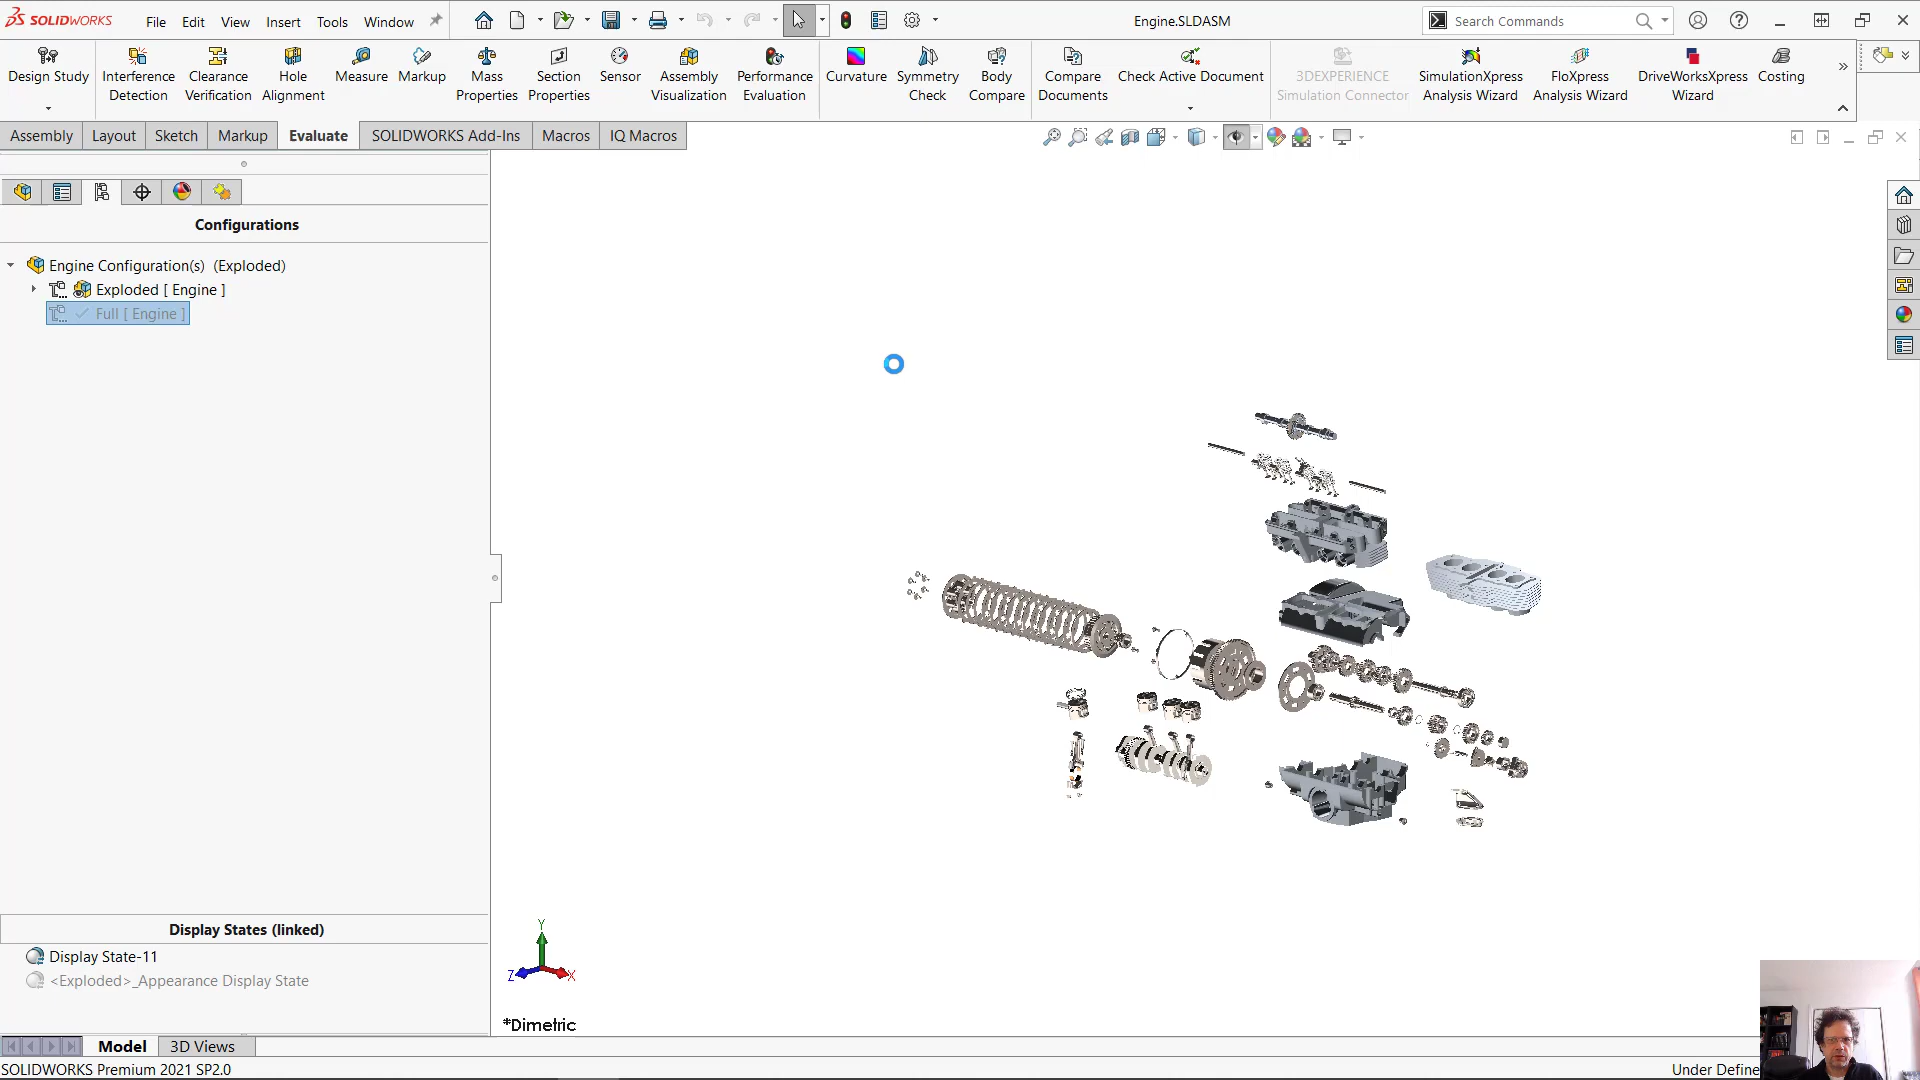 SOLIDWORKS File Edit View Insert Tools Window Engine.SLDASM Search Commands
Design Study
Interference Detection
Clearance Verification
Hole Alignment
Measure
Markup
Mass Properties
Section Properties
Sensor
Assembly Visualization
Performance Evaluation
Curvature
Symmetry Check
Body Compare
Compare Documents
Check Active Document
3DEXPERIENCE Simulation Connector
SimulationXpress Analysis Wizard
FloXpress Analysis Wizard
DriveWorksXpress Wizard
Costing
Assembly Layout Sketch Markup Evaluate SOLIDWORKS Add-Ins Macros IQ Macros
Configurations
Engine Configuration(s) (Exploded)
Exploded [ Engine ]
Full [ Engine ]
Display States (linked)
Display State-11
<Exploded>_Appearance Display State
Y
Z X
*Dimetric
Model 3D Views
SOLIDWORKS Premium 2021 SP2.0 Under Define